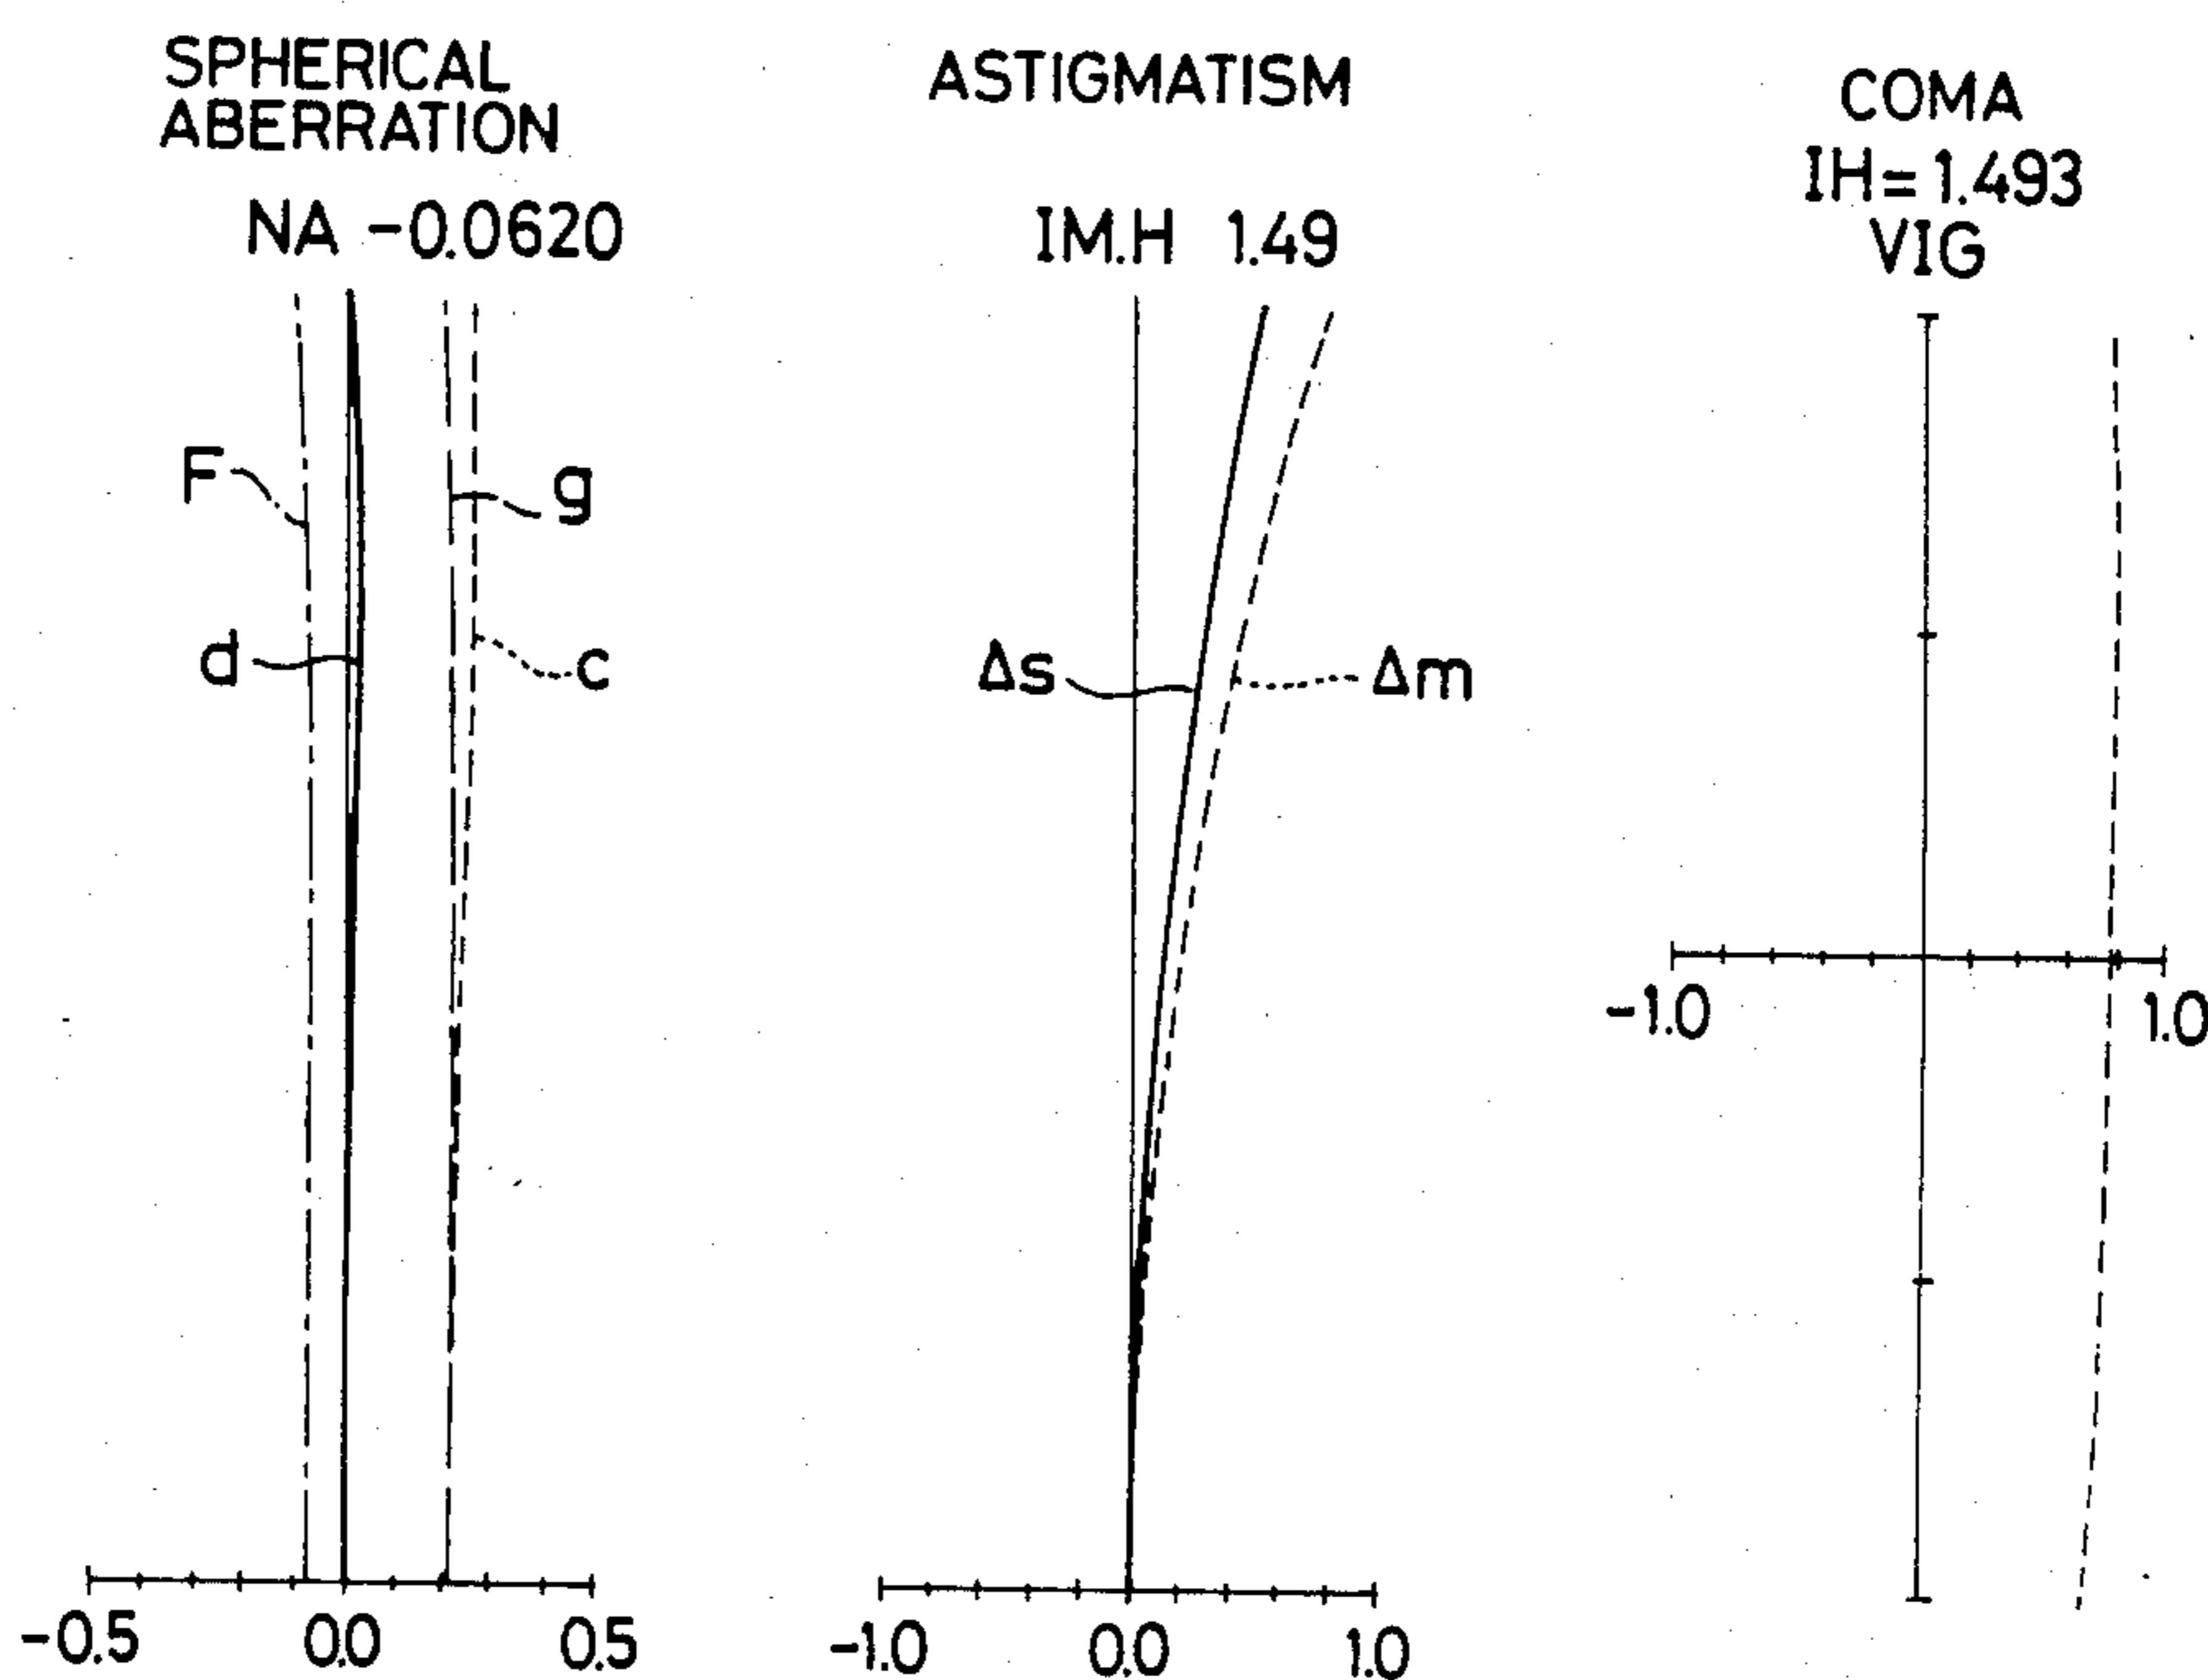 SPHERICAL
ABERRATION
NA -0.0620
F
g
d
c
-0.5
0.0
0.5
ASTIGMATISM
IM.H 1.49
Δs
Δm
-1.0
0.0
1.0
COMA
IH=1.493
VIG
-1.0
1.0